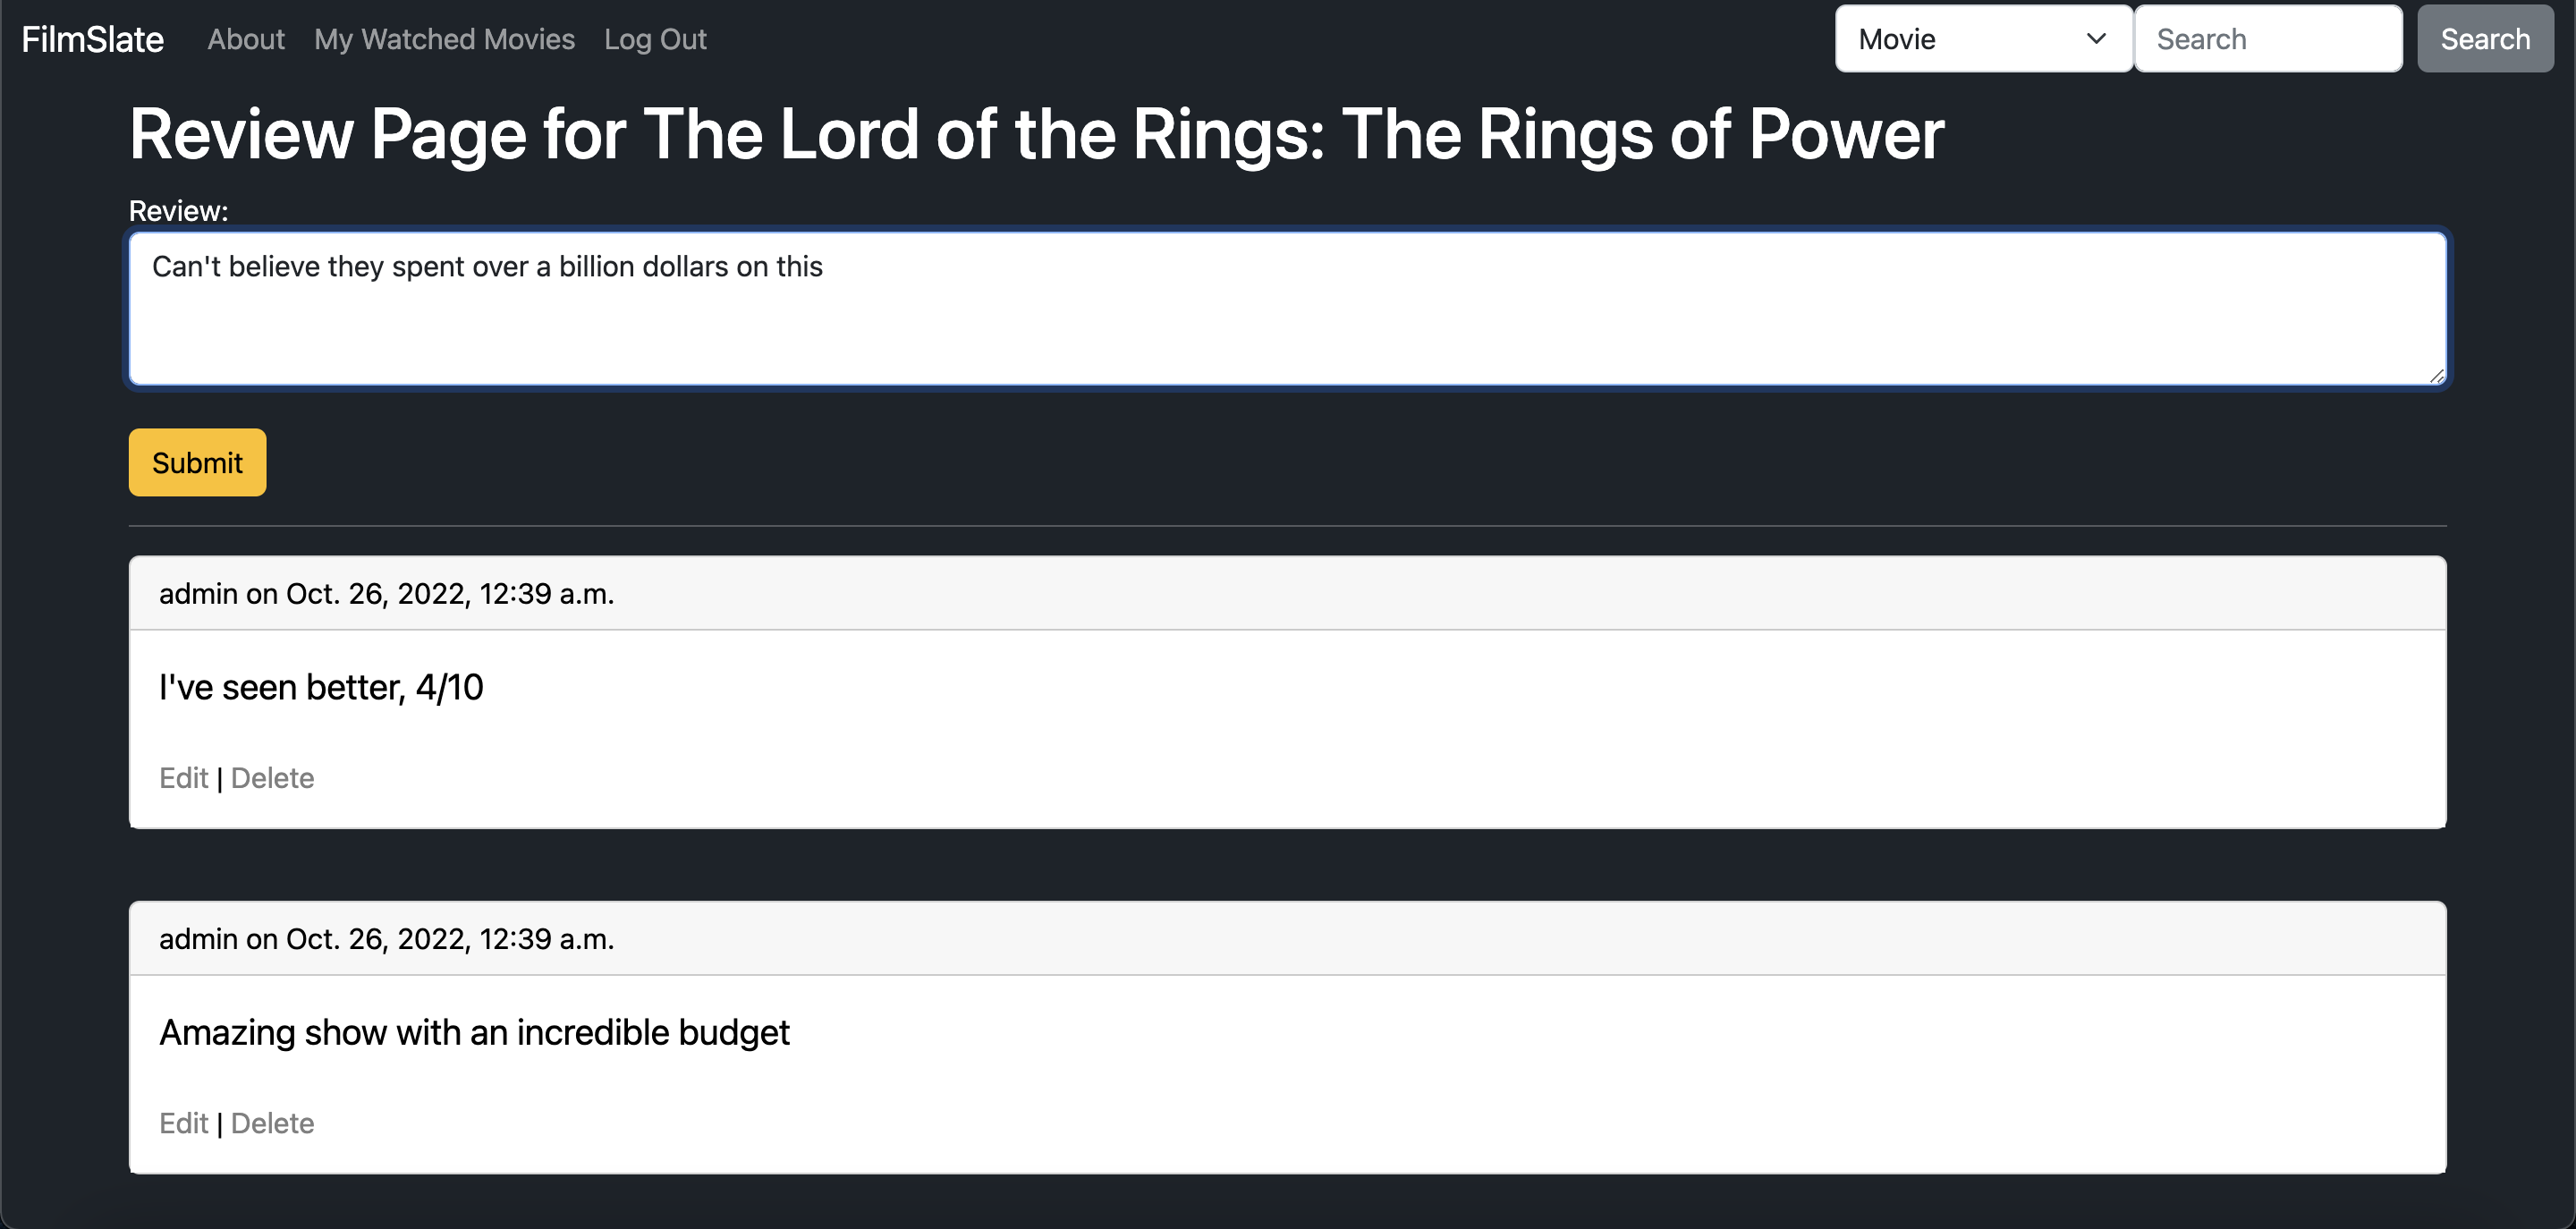 FilmSlate About My Watched Movies Log Out Movie Search Search
Review Page for The Lord of the Rings: The Rings of Power
Review:
Can't believe they spent over a billion dollars on this
Submit
admin on Oct. 26, 2022, 12:39 a.m.
I've seen better, 4/10
Edit | Delete
admin on Oct. 26, 2022, 12:39 a.m.
Amazing show with an incredible budget
Edit | Delete